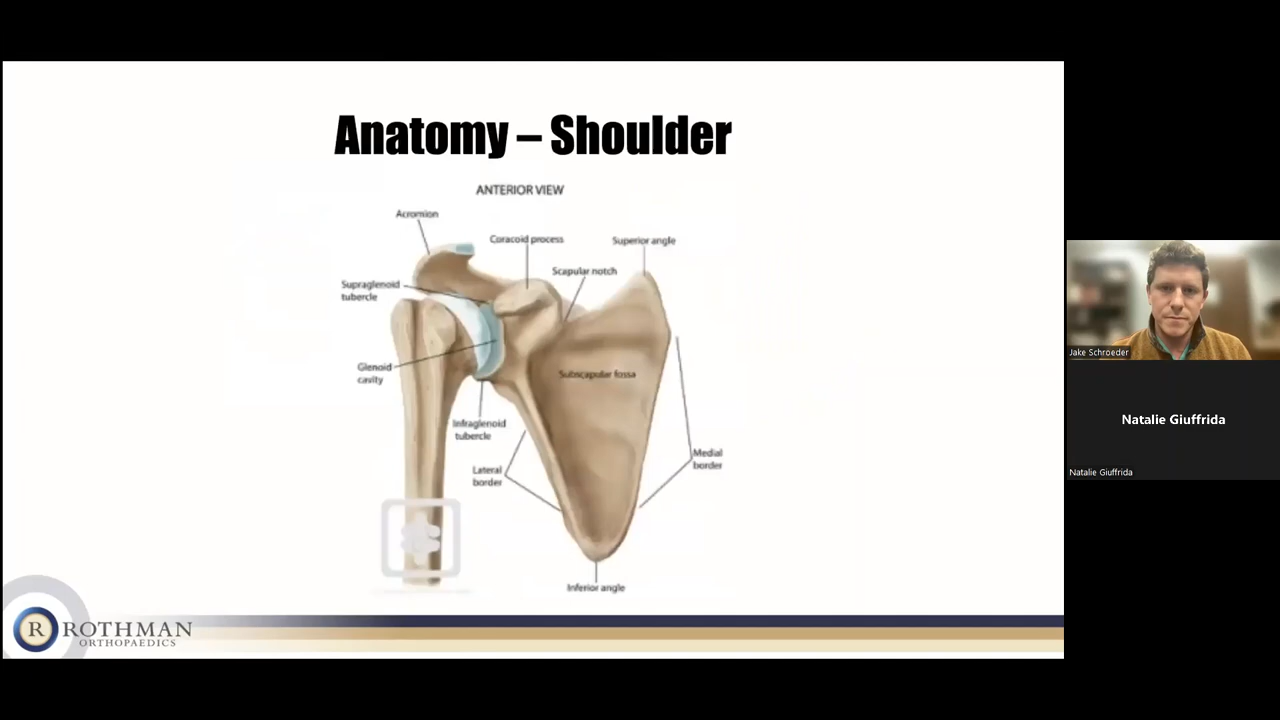 Anatomy – Shoulder
ANTERIOR VIEW
Acromion
Coracoid process
Superior angle
Scapular notch
Supraglenoid
tubercle
Glenoid
cavity
Subscapular fossa
Infraglenoid
tubercle
Lateral
border
Medial
border
Inferior angle
R ROTHMAN
ORTHOPAEDICS
Jake Schroeder
Natalie Giuffrida
Natalie Giuffrida